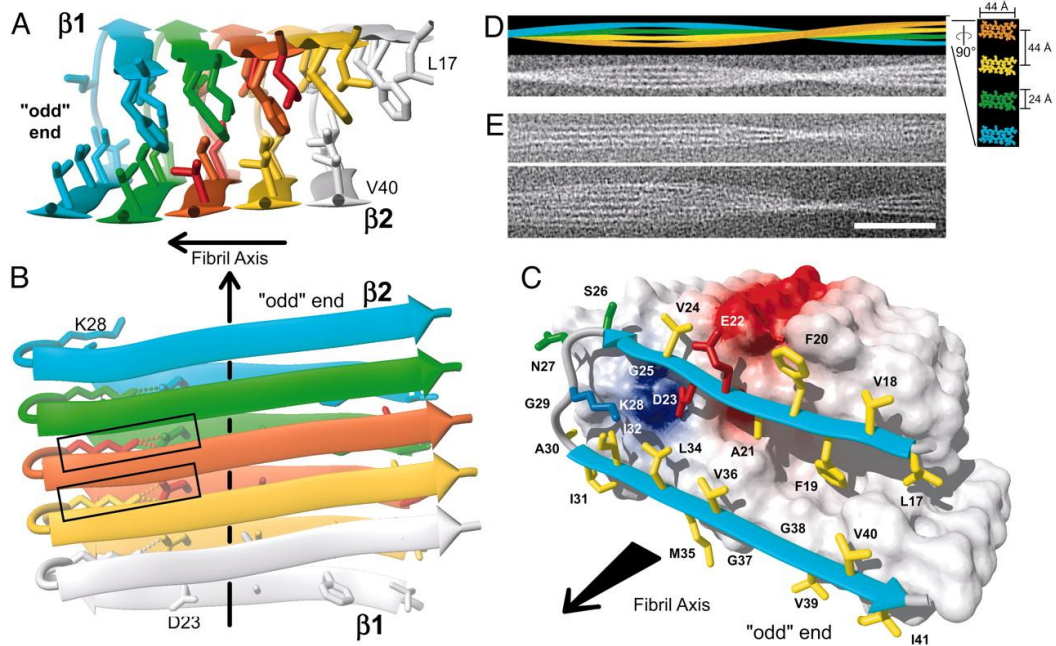 A
β1
L17
"odd"
end
V40
β2
Fibril Axis
B
"odd" end
β2
K28
D23
β1
D
90°
44 Å
44 Å
24 Å
E
C
S26
V24
E22
F20
N27
G25
V18
G29
K28
D23
I32
A30
L34
A21
V36
F19
L17
I31
G38
V40
M35
G37
Fibril Axis
V39
"odd" end
I41